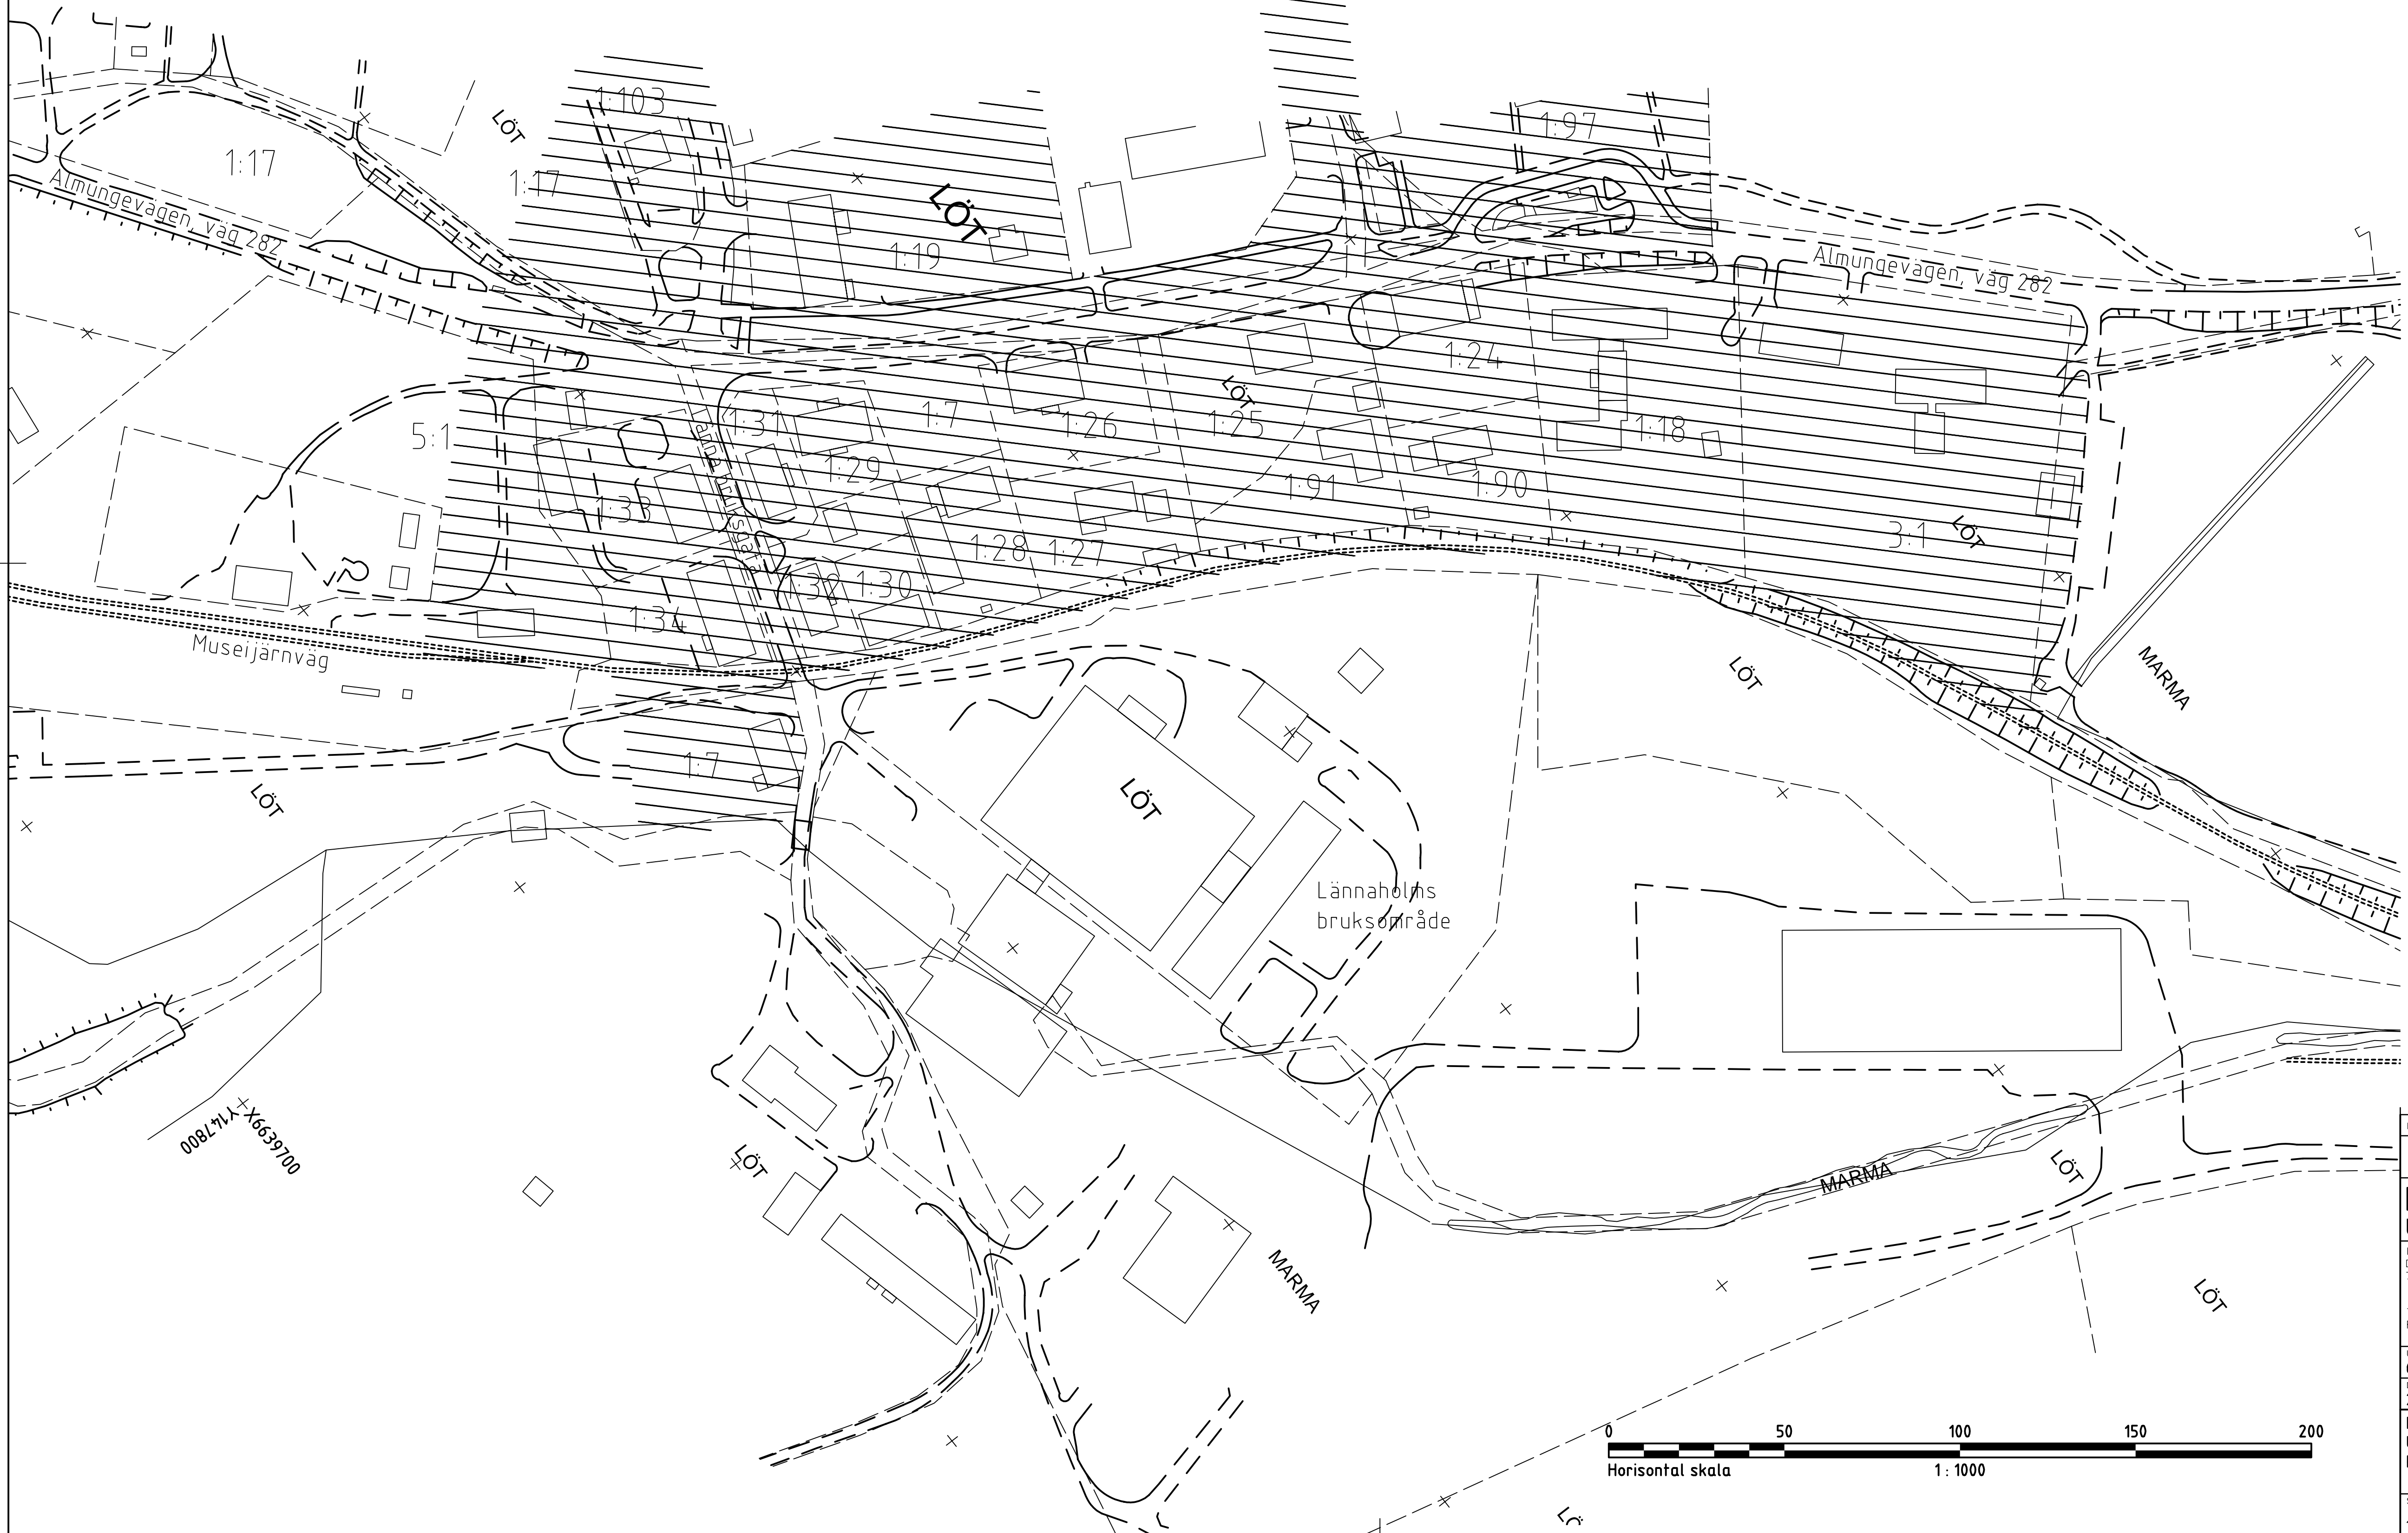 1:103
LÖT
1:97
1:17
1:17
Almungevägen, väg 282
LÖT
1:19
Almungevägen, väg 282
1:24
LÖT
1:31
1:7
1:26
1:25
5:1
1:18
1:29
1:91
1:90
1:33
1:28
1:27
3:1
LÖT
1:32
1:30
1:34
Museijärnväg
LÖT
MARMA
1:7
LÖT
LÖT
Lännaholms
bruksområde
X6639700
Y147800
LÖT
MARMA
LÖT
MARMA
LÖT
0 50 100 150 200
Horisontal skala 1 : 1000